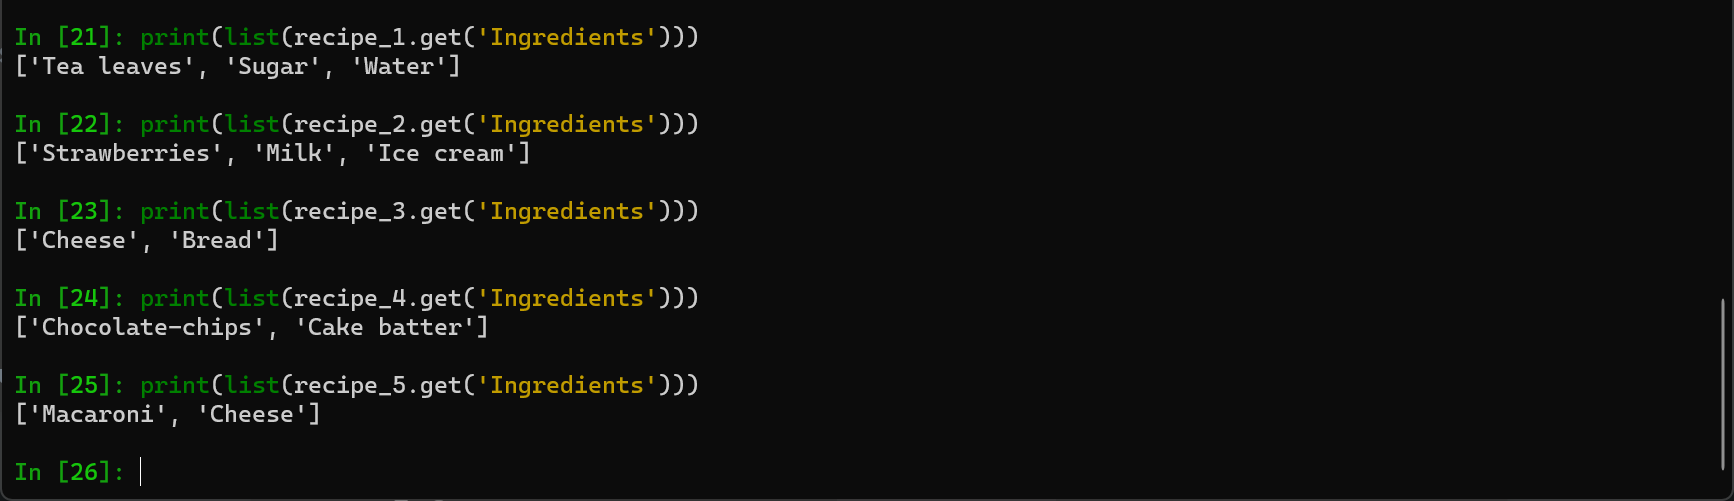 In [21]: print(list(recipe_1.get('Ingredients')))
['Tea leaves', 'Sugar', 'Water']
In [22]: print(list(recipe_2.get('Ingredients')))
['Strawberries', 'Milk', 'Ice cream']
In [23]: print(list(recipe_3.get('Ingredients')))
['Cheese', 'Bread']
In [24]: print(list(recipe_4.get('Ingredients')))
['Chocolate-chips', 'Cake batter']
In [25]: print(list(recipe_5.get('Ingredients')))
['Macaroni', 'Cheese']
In [26]: